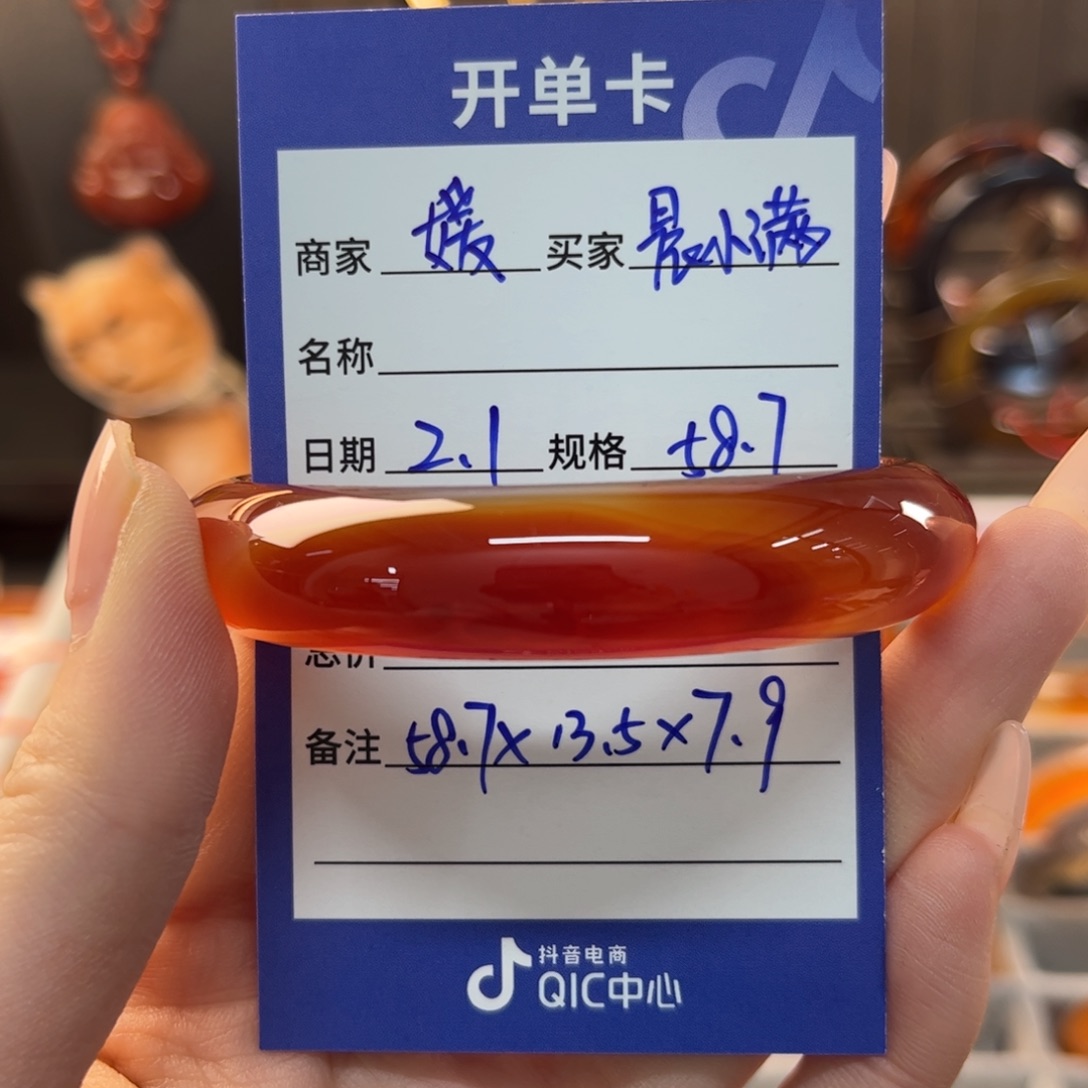 开单卡
商家 媛 买家 晨小满
名称
日期 2.1 规格 58.7
总价
备注 58.7×13.5×7.9
抖音电商
QIC中心